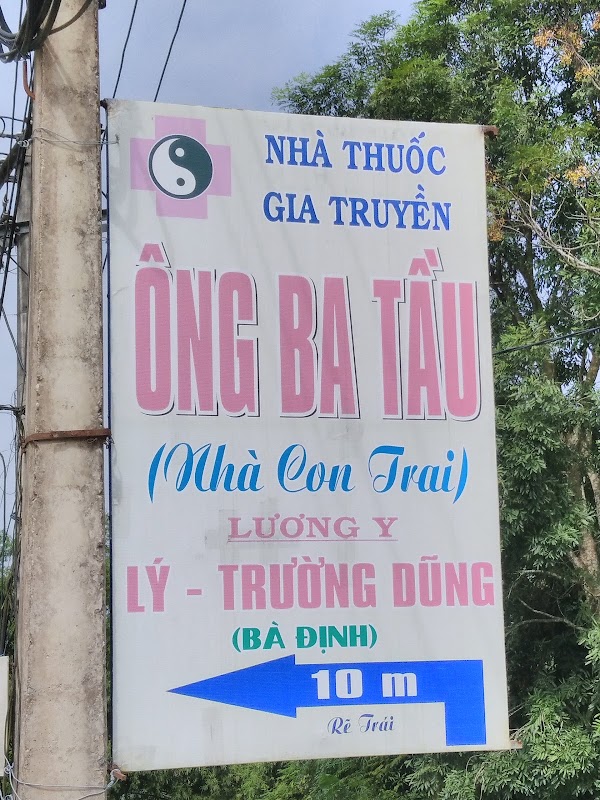 NHÀ THUỐC
GIA TRUYỀN
ÔNG BA TẦU
(Nhà Con Trai)
LƯƠNG Y
LÝ - TRƯỜNG DŨNG
(BÀ ĐỊNH)
10 m
Rẽ Trái